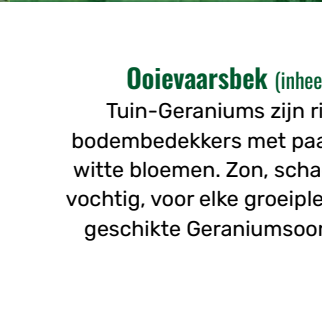 Ooievaarsbek (inhee
Tuin-Geraniums zijn ri
bodembedekkers met paa
witte bloemen. Zon, scha
vochtig, voor elke groeiple
geschikte Geraniumsoor